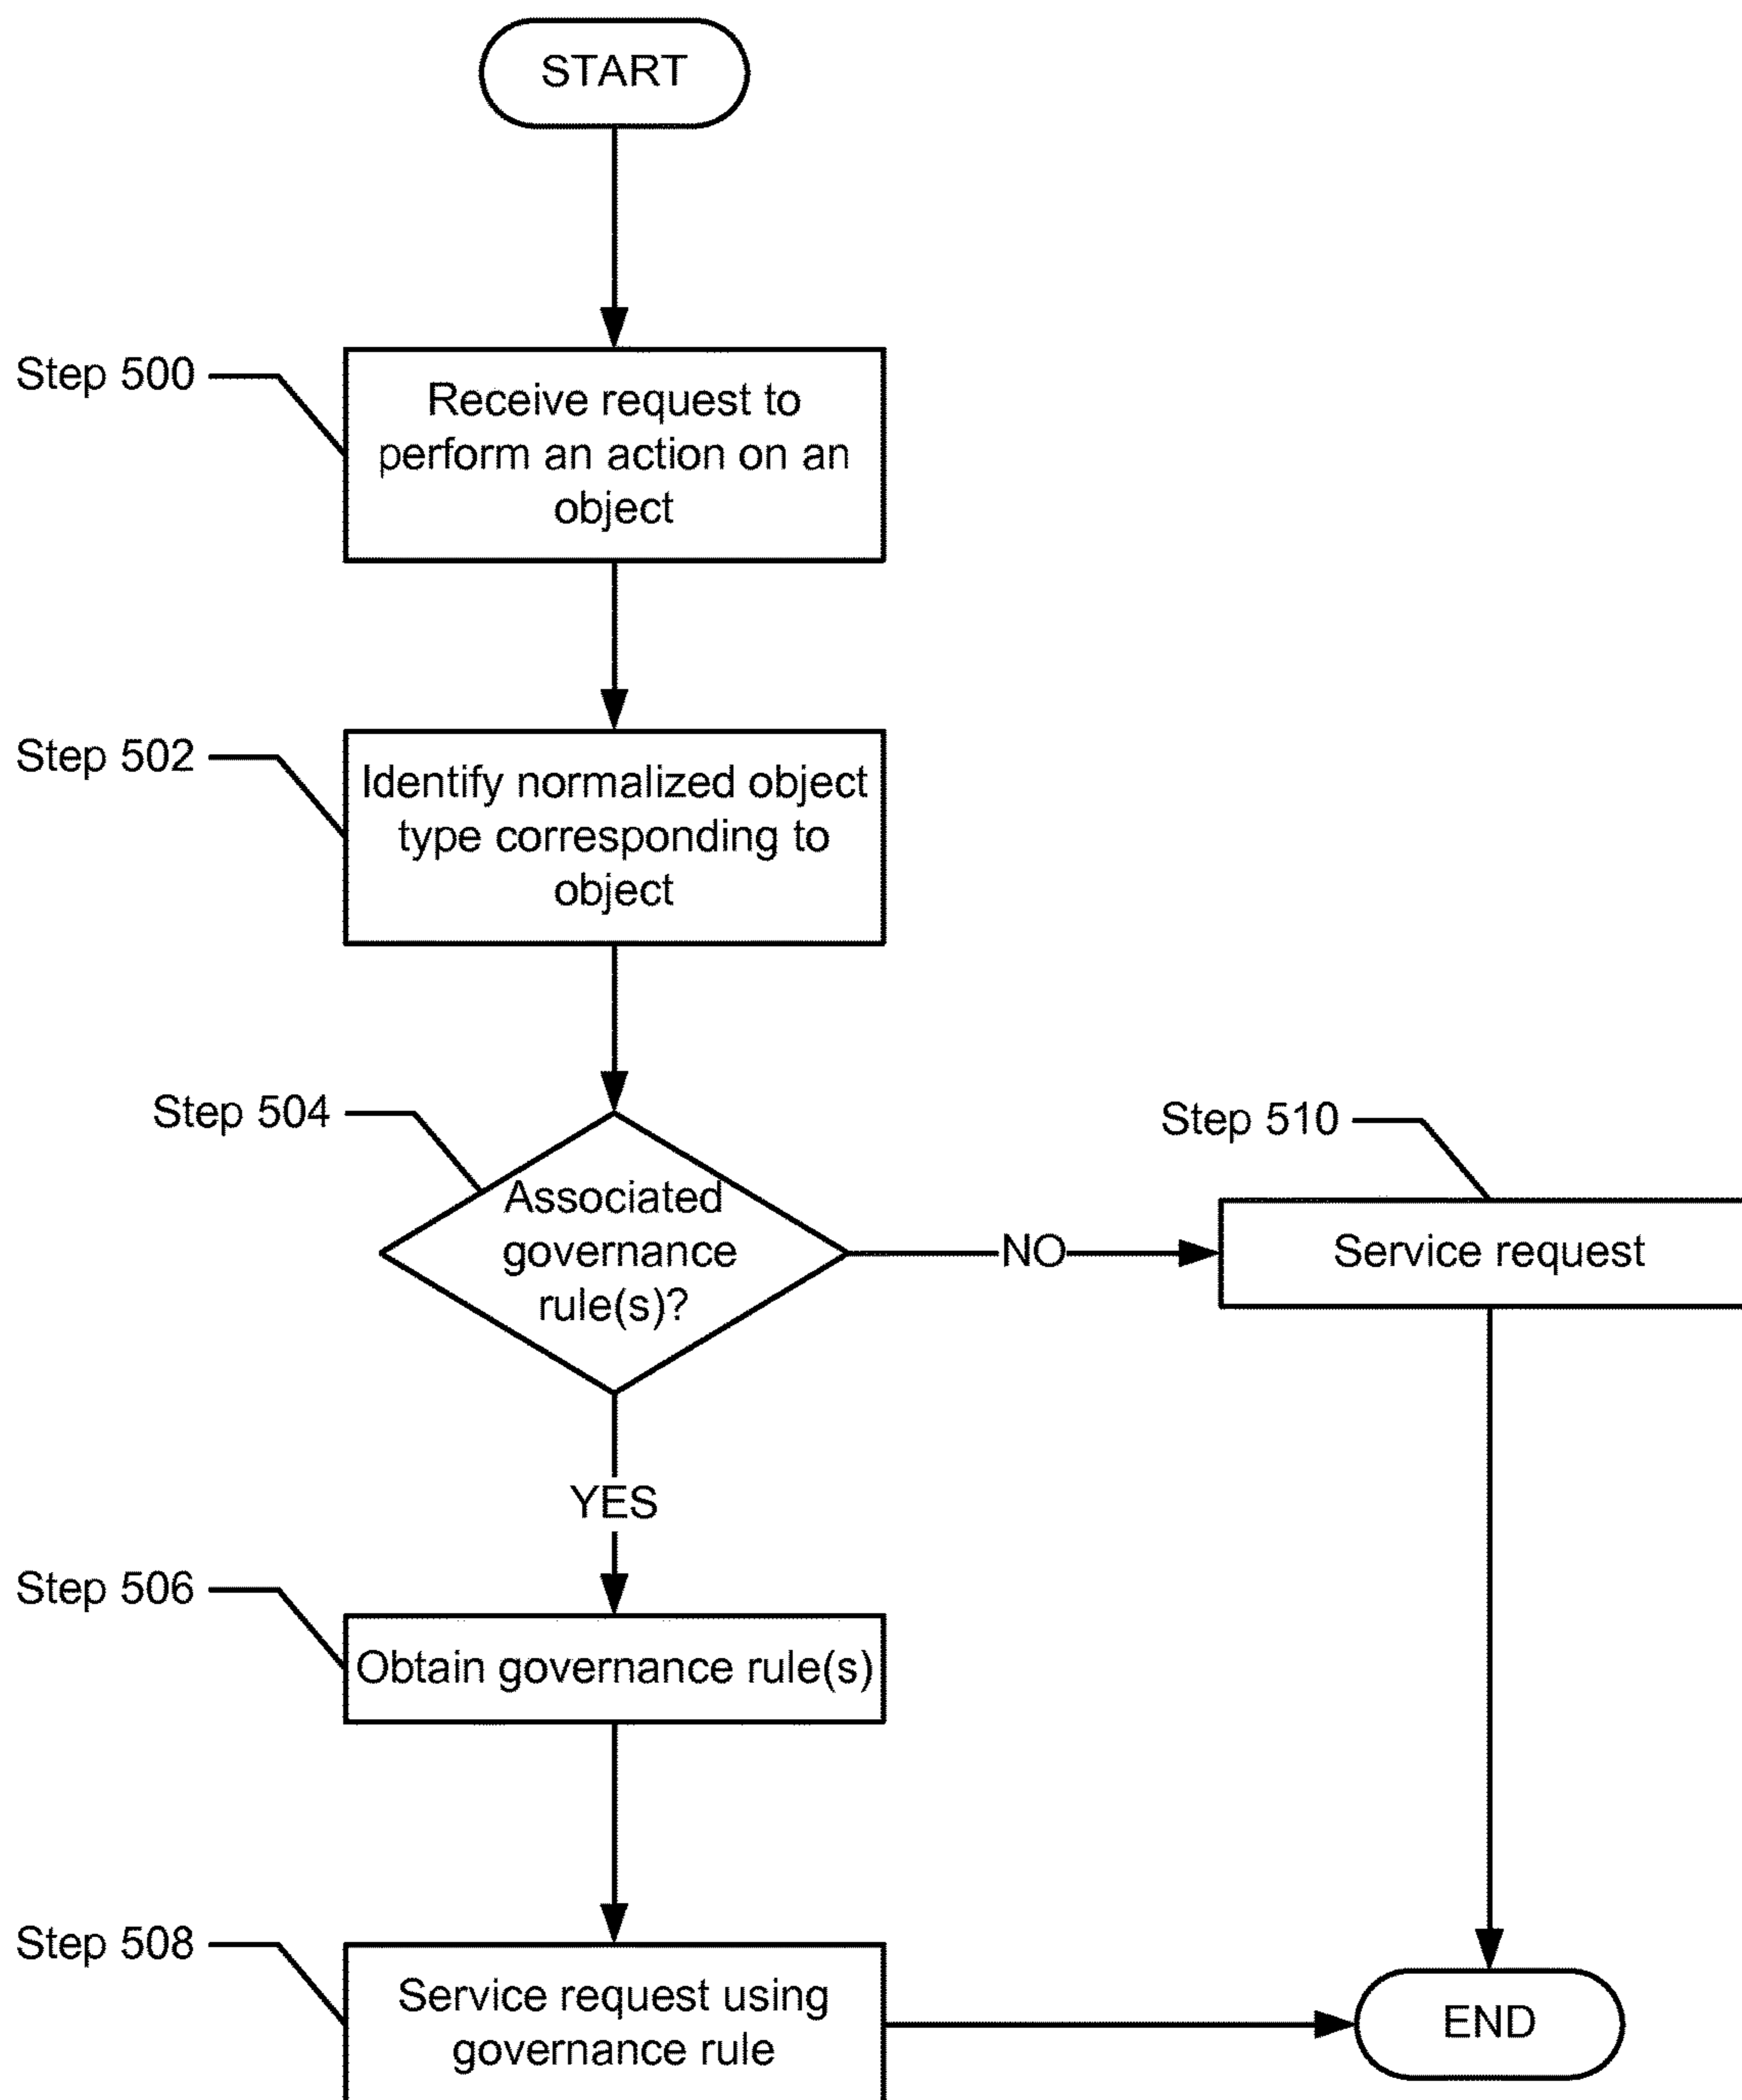 START
Step 500
Receive request to
perform an action on an
object
Step 502
Identify normalized object
type corresponding to
object
Step 504
Associated
governance
rule(s)?
NO
Step 510
Service request
YES
Step 506
Obtain governance rule(s)
Step 508
Service request using
governance rule
END